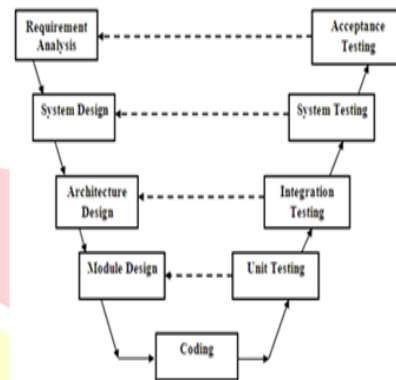 Requirement
Analysis
Acceptance
Testing
System Design
System Testing
Architecture
Design
Integration
Testing
Module Design
Unit Testing
Coding